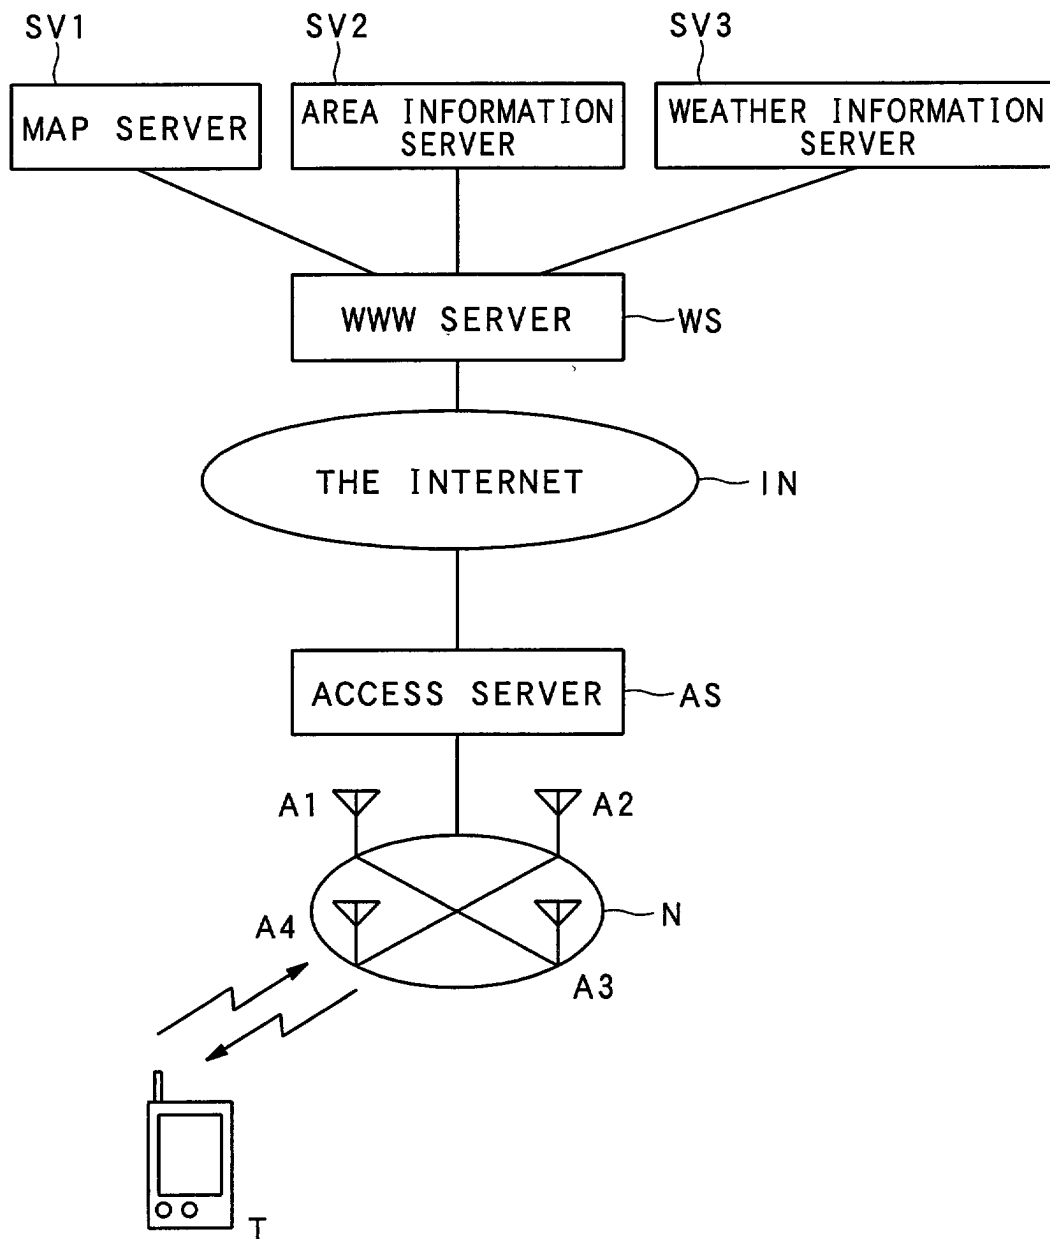 SV1
SV2
SV3
MAP SERVER
AREA INFORMATION
SERVER
WEATHER INFORMATION
SERVER
WWW SERVER
WS
THE INTERNET
IN
ACCESS SERVER
AS
A1
A2
A4
N
A3
T